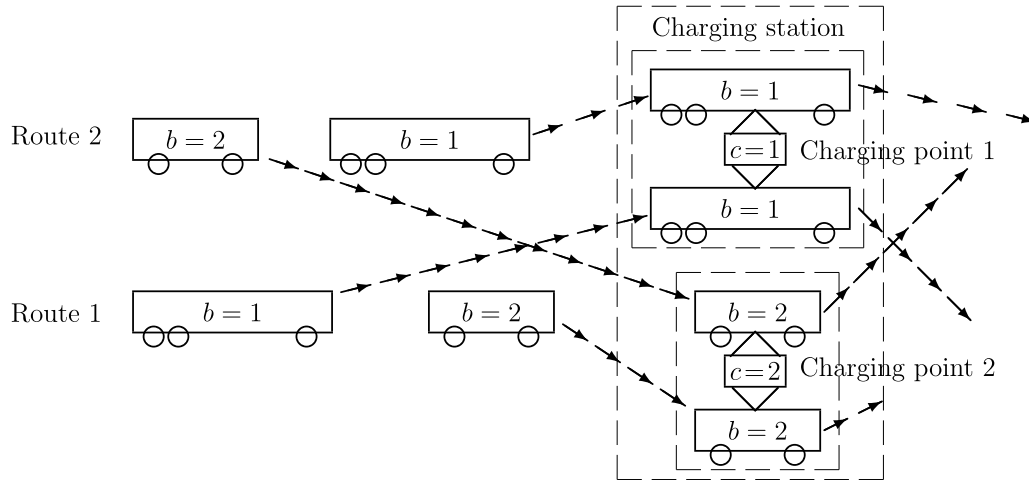 Charging station
b = 1
Route 2
b = 2
b = 1
c=1
Charging point 1
b = 1
Route 1
b = 1
b = 2
b = 2
c=2
Charging point 2
b = 2